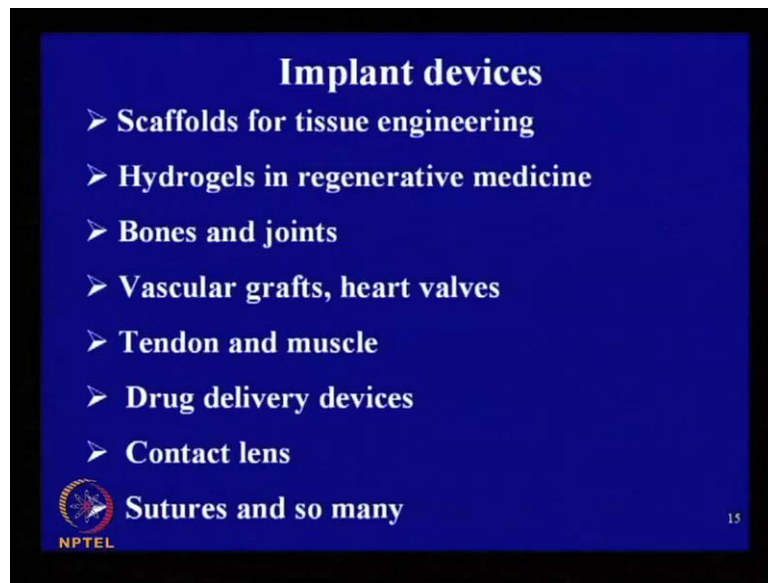 Implant devices
➢ Scaffolds for tissue engineering
➢ Hydrogels in regenerative medicine
➢ Bones and joints
➢ Vascular grafts, heart valves
➢ Tendon and muscle
➢ Drug delivery devices
➢ Contact lens
➢ Sutures and so many
15
NPTEL